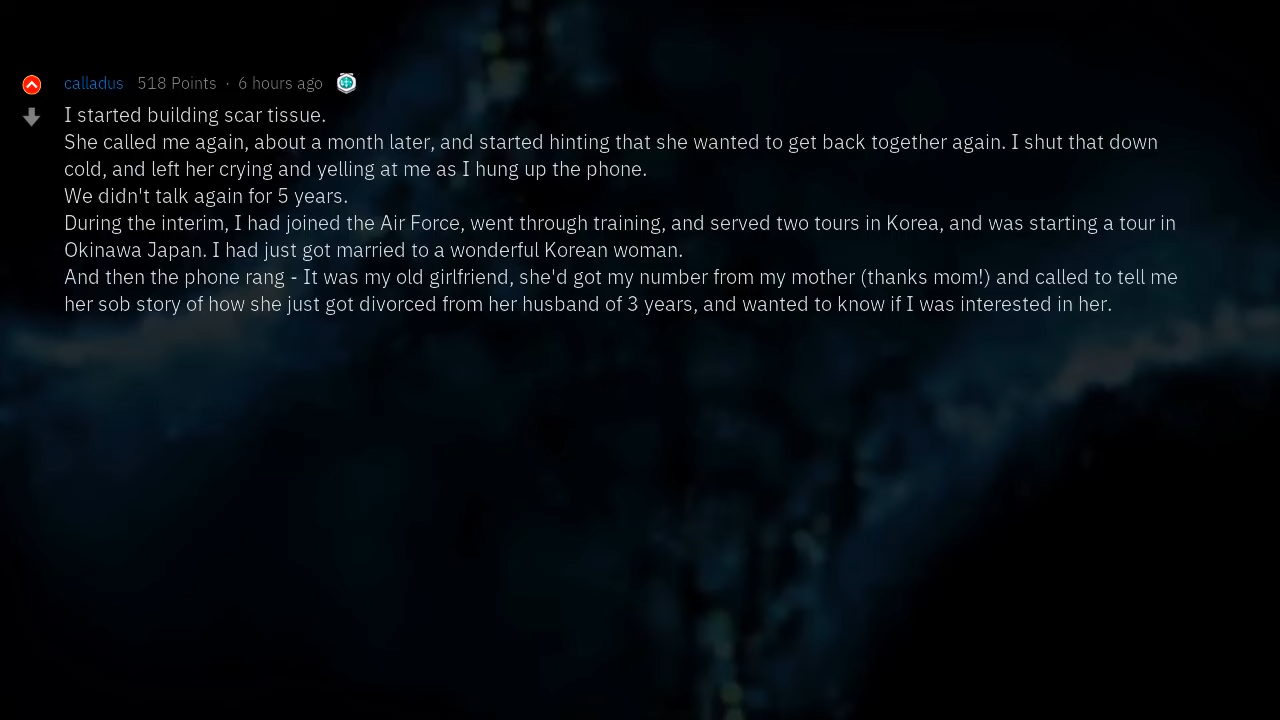 calladus 518 Points · 6 hours ago
I started building scar tissue.
She called me again, about a month later, and started hinting that she wanted to get back together again. I shut that down
cold, and left her crying and yelling at me as I hung up the phone.
We didn't talk again for 5 years.
During the interim, I had joined the Air Force, went through training, and served two tours in Korea, and was starting a tour in
Okinawa Japan. I had just got married to a wonderful Korean woman.
And then the phone rang - It was my old girlfriend, she'd got my number from my mother (thanks mom!) and called to tell me
her sob story of how she just got divorced from her husband of 3 years, and wanted to know if I was interested in her.